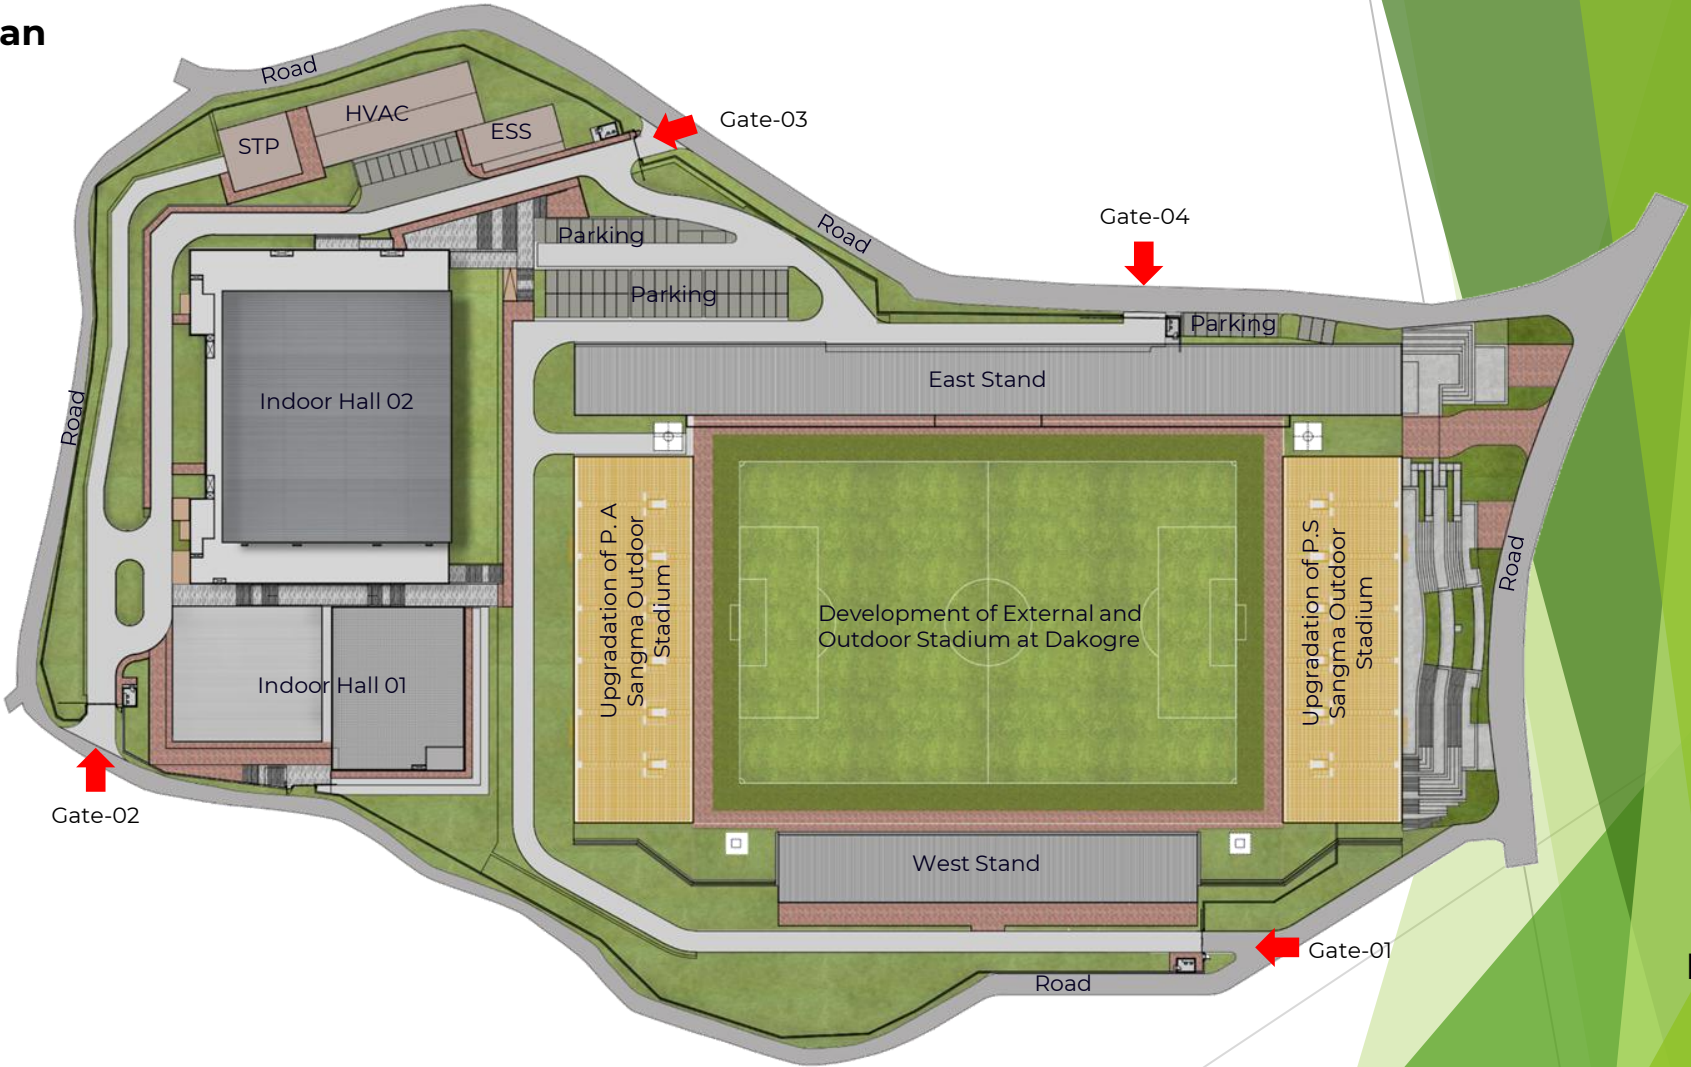 an
Road
HVAC
STP
ESS
Gate-03
Gate-04
Parking
Road
Parking
Parking
East Stand
Indoor Hall 02
Road
Upgradation of P. A
Sangma Outdoor
Stadium
Development of External and
Outdoor Stadium at Dakogre
Upgradation of P.S
Sangma Outdoor
Stadium
Road
Indoor Hall 01
Gate-02
West Stand
Gate-01
Road